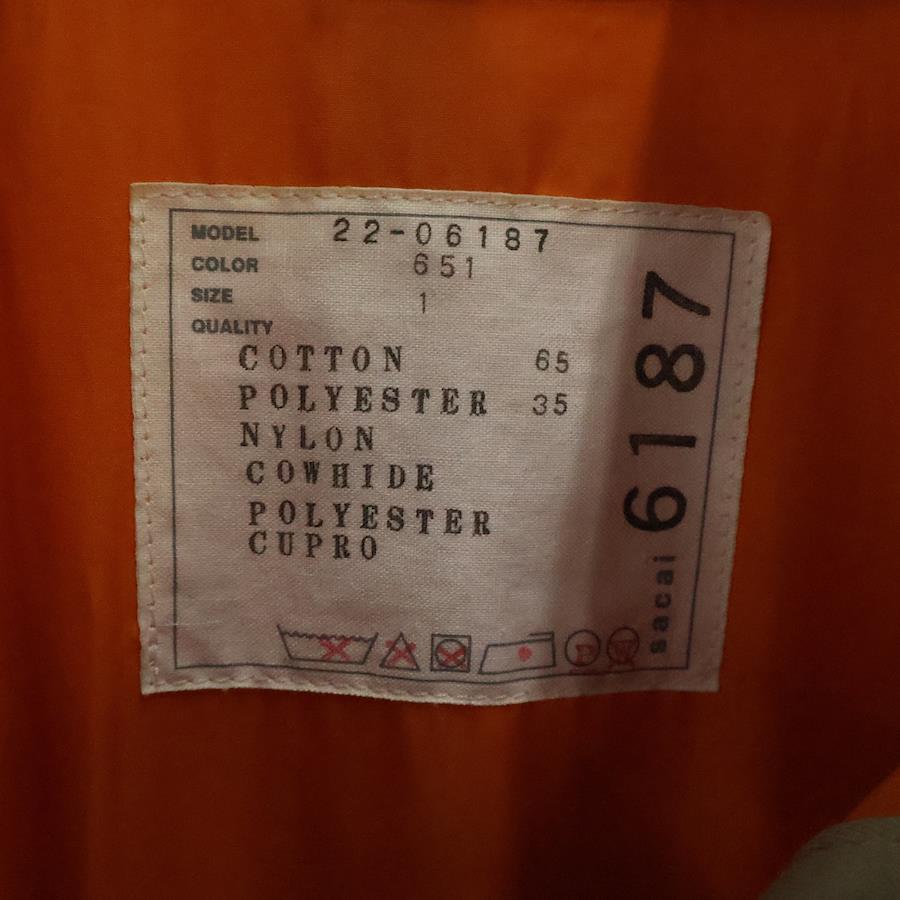 MODEL 22-06187
COLOR 651
SIZE 1
QUALITY
COTTON 65
POLYESTER 35
NYLON
COWHIDE
POLYESTER
CUPRO
P W
sacai 6187